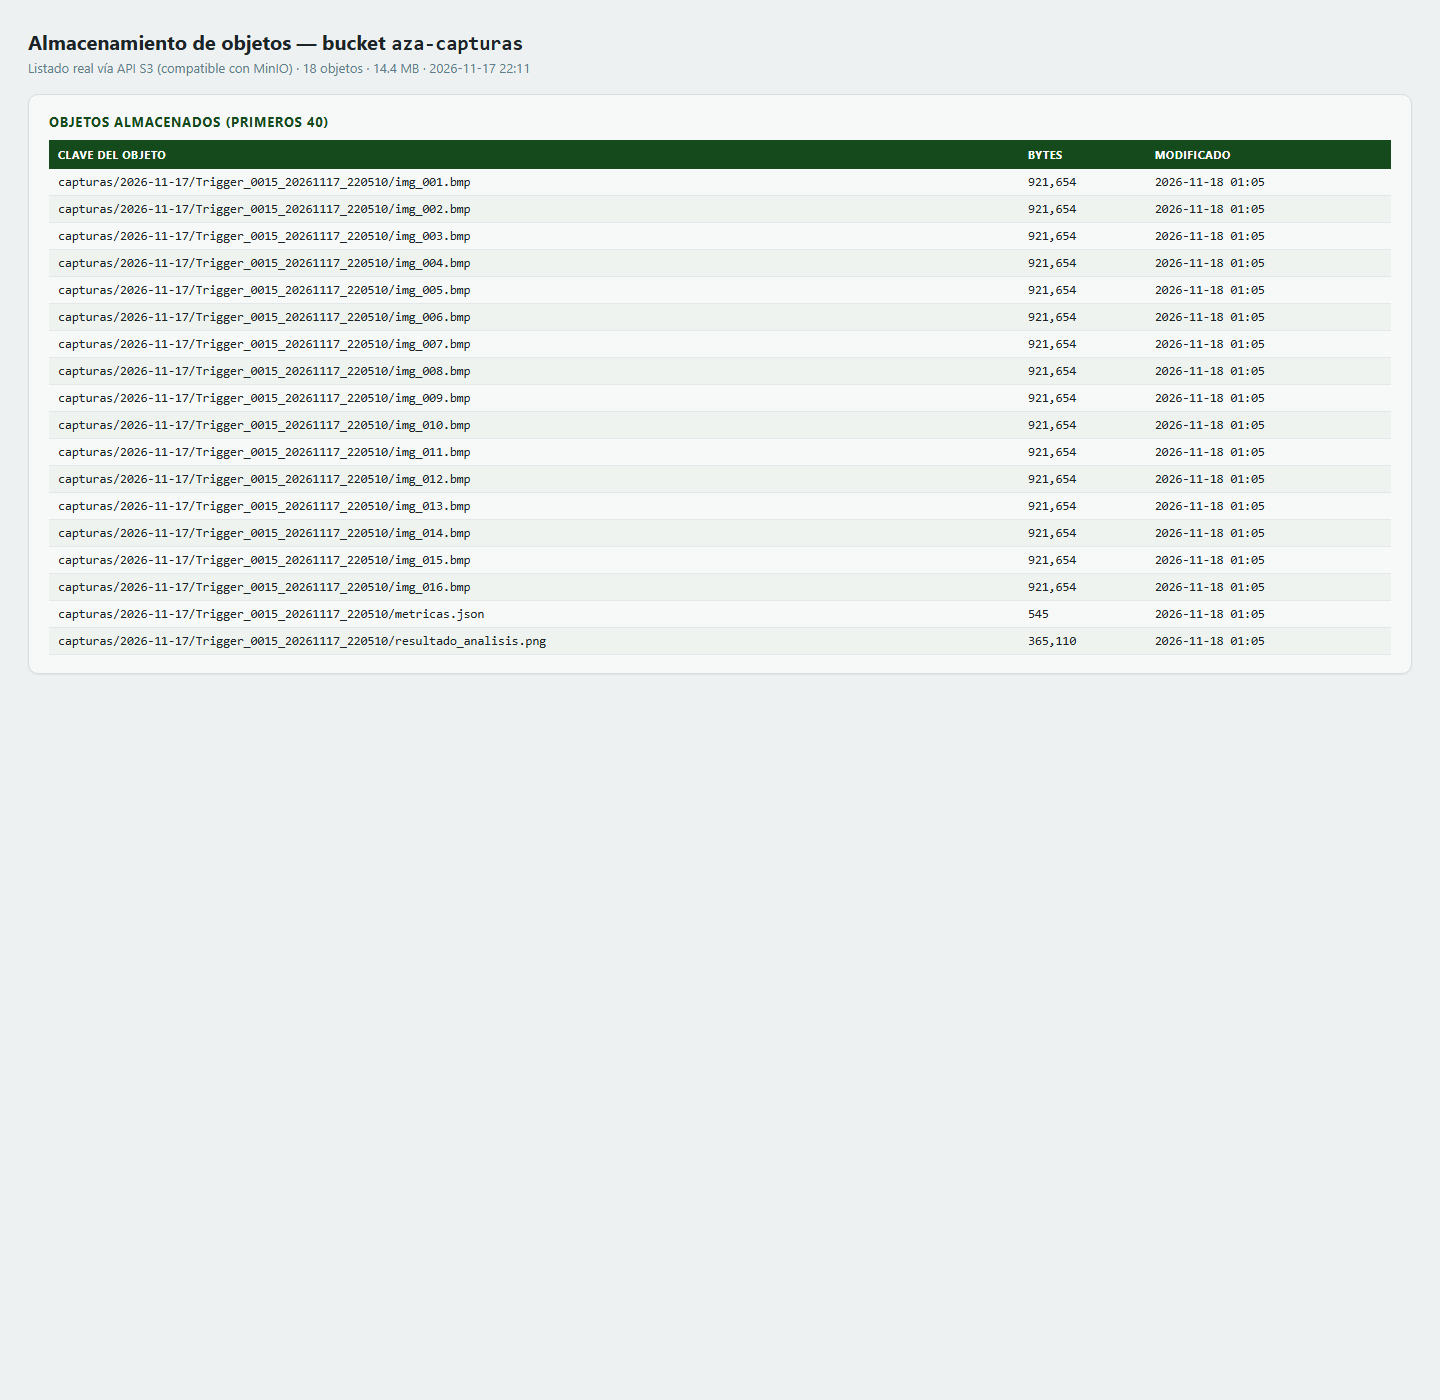 Almacenamiento de objetos — bucket aza-capturas
Listado real vía API S3 (compatible con MinIO) · 18 objetos · 14.4 MB · 2026-11-17 22:11
OBJETOS ALMACENADOS (PRIMEROS 40)
CLAVE DEL OBJETO BYTES MODIFICADO
capturas/2026-11-17/Trigger_0015_20261117_220510/img_001.bmp 921,654 2026-11-18 01:05
capturas/2026-11-17/Trigger_0015_20261117_220510/img_002.bmp 921,654 2026-11-18 01:05
capturas/2026-11-17/Trigger_0015_20261117_220510/img_003.bmp 921,654 2026-11-18 01:05
capturas/2026-11-17/Trigger_0015_20261117_220510/img_004.bmp 921,654 2026-11-18 01:05
capturas/2026-11-17/Trigger_0015_20261117_220510/img_005.bmp 921,654 2026-11-18 01:05
capturas/2026-11-17/Trigger_0015_20261117_220510/img_006.bmp 921,654 2026-11-18 01:05
capturas/2026-11-17/Trigger_0015_20261117_220510/img_007.bmp 921,654 2026-11-18 01:05
capturas/2026-11-17/Trigger_0015_20261117_220510/img_008.bmp 921,654 2026-11-18 01:05
capturas/2026-11-17/Trigger_0015_20261117_220510/img_009.bmp 921,654 2026-11-18 01:05
capturas/2026-11-17/Trigger_0015_20261117_220510/img_010.bmp 921,654 2026-11-18 01:05
capturas/2026-11-17/Trigger_0015_20261117_220510/img_011.bmp 921,654 2026-11-18 01:05
capturas/2026-11-17/Trigger_0015_20261117_220510/img_012.bmp 921,654 2026-11-18 01:05
capturas/2026-11-17/Trigger_0015_20261117_220510/img_013.bmp 921,654 2026-11-18 01:05
capturas/2026-11-17/Trigger_0015_20261117_220510/img_014.bmp 921,654 2026-11-18 01:05
capturas/2026-11-17/Trigger_0015_20261117_220510/img_015.bmp 921,654 2026-11-18 01:05
capturas/2026-11-17/Trigger_0015_20261117_220510/img_016.bmp 921,654 2026-11-18 01:05
capturas/2026-11-17/Trigger_0015_20261117_220510/metricas.json 545 2026-11-18 01:05
capturas/2026-11-17/Trigger_0015_20261117_220510/resultado_analisis.png 365,110 2026-11-18 01:05